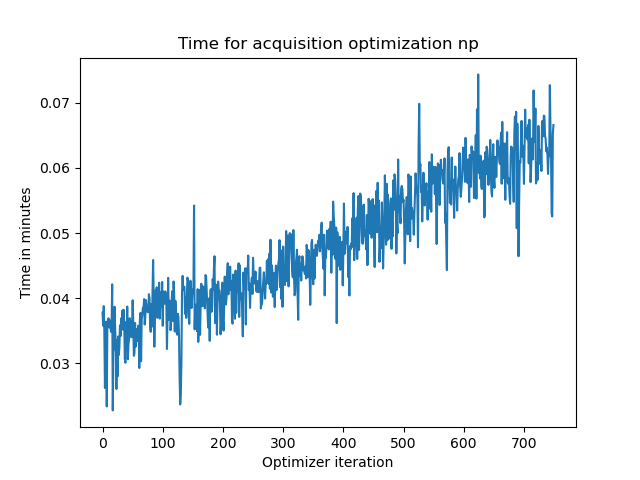 Time for acquisition optimization np
0.07
0.06
0.05
0.04
0.03
Time in minutes
0 100 200 300 400 500 600 700
Optimizer iteration